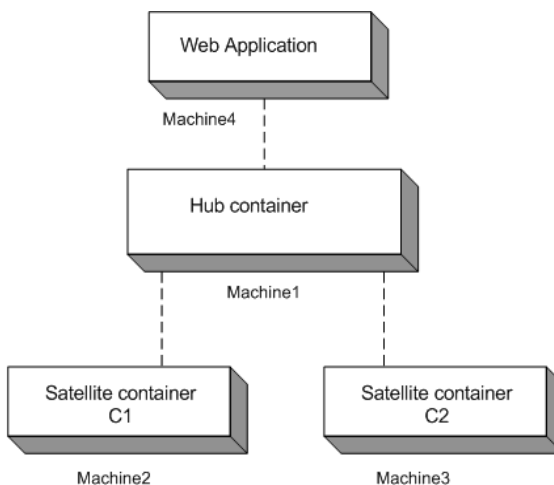 Web Application
Machine4
Hub container
Machine1
Satellite container
C1
Machine2
Satellite container
C2
Machine3